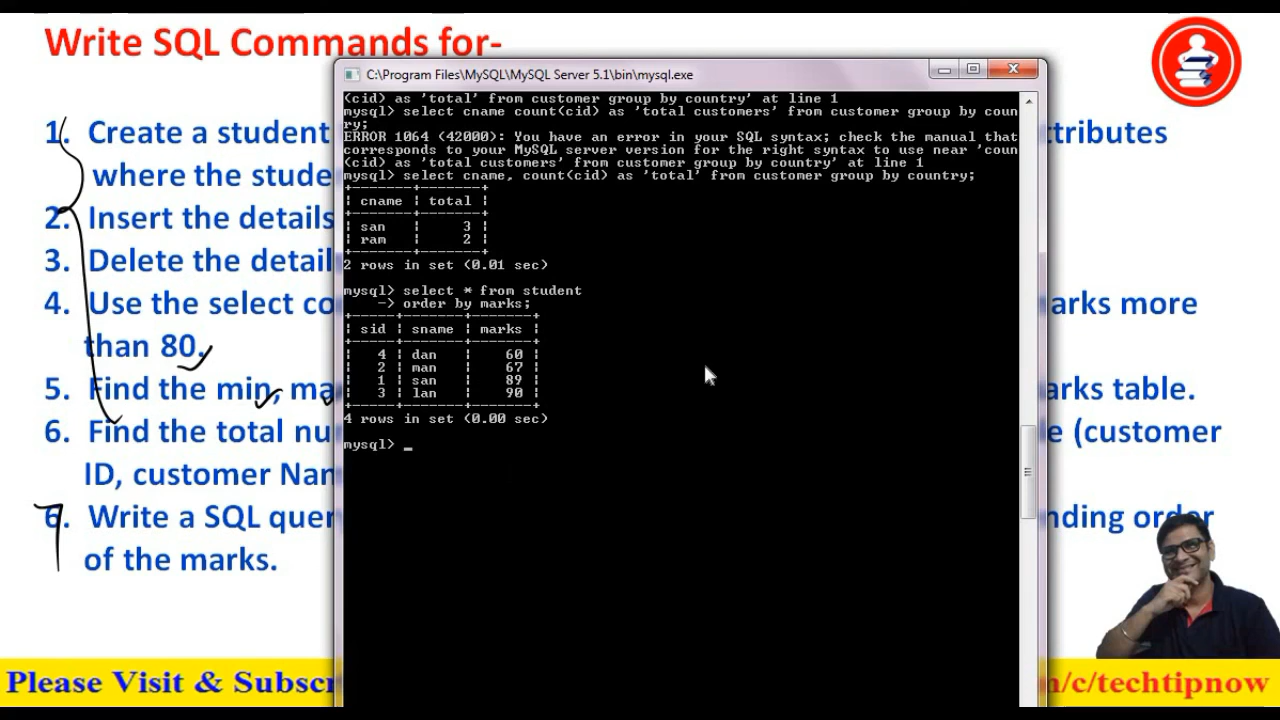 Write SQL Commands for-
C:\Program Files\MySQL\MySQL Server 5.1\bin\mysql.exe
1. Create a student
ttributes
where the stude
2. Insert the details
3. Delete the detail
4. Use the select co
arks more
than 80.
5. Find the min, ma
arks table.
6. Find the total nu
e (customer
ID, customer Nam
7
6. Write a SQL quer
nding order
of the marks.
(cid) as 'total' from customer group by country' at line 1
mysql> select cname count(cid) as 'total customers' from customer group by coun
ry;
ERROR 1064 (42000): You have an error in your SQL syntax; check the manual that
corresponds to your MySQL server version for the right syntax to use near 'coun
(cid) as 'total customers' from customer group by country' at line 1
mysql> select cname, count(cid) as 'total' from customer group by country;
+-------+-------+
| cname | total |
+-------+-------+
| san   |     3 |
| ram   |     2 |
+-------+-------+
2 rows in set (0.01 sec)
mysql> select * from student
    -> order by marks;
+-----+-------+-------+
| sid | sname | marks |
+-----+-------+-------+
|   4 | dan   |    60 |
|   2 | man   |    67 |
|   1 | san   |    89 |
|   3 | lan   |    90 |
+-----+-------+-------+
4 rows in set (0.00 sec)
mysql> _
Please Visit & Subscr
m/c/techtipnow